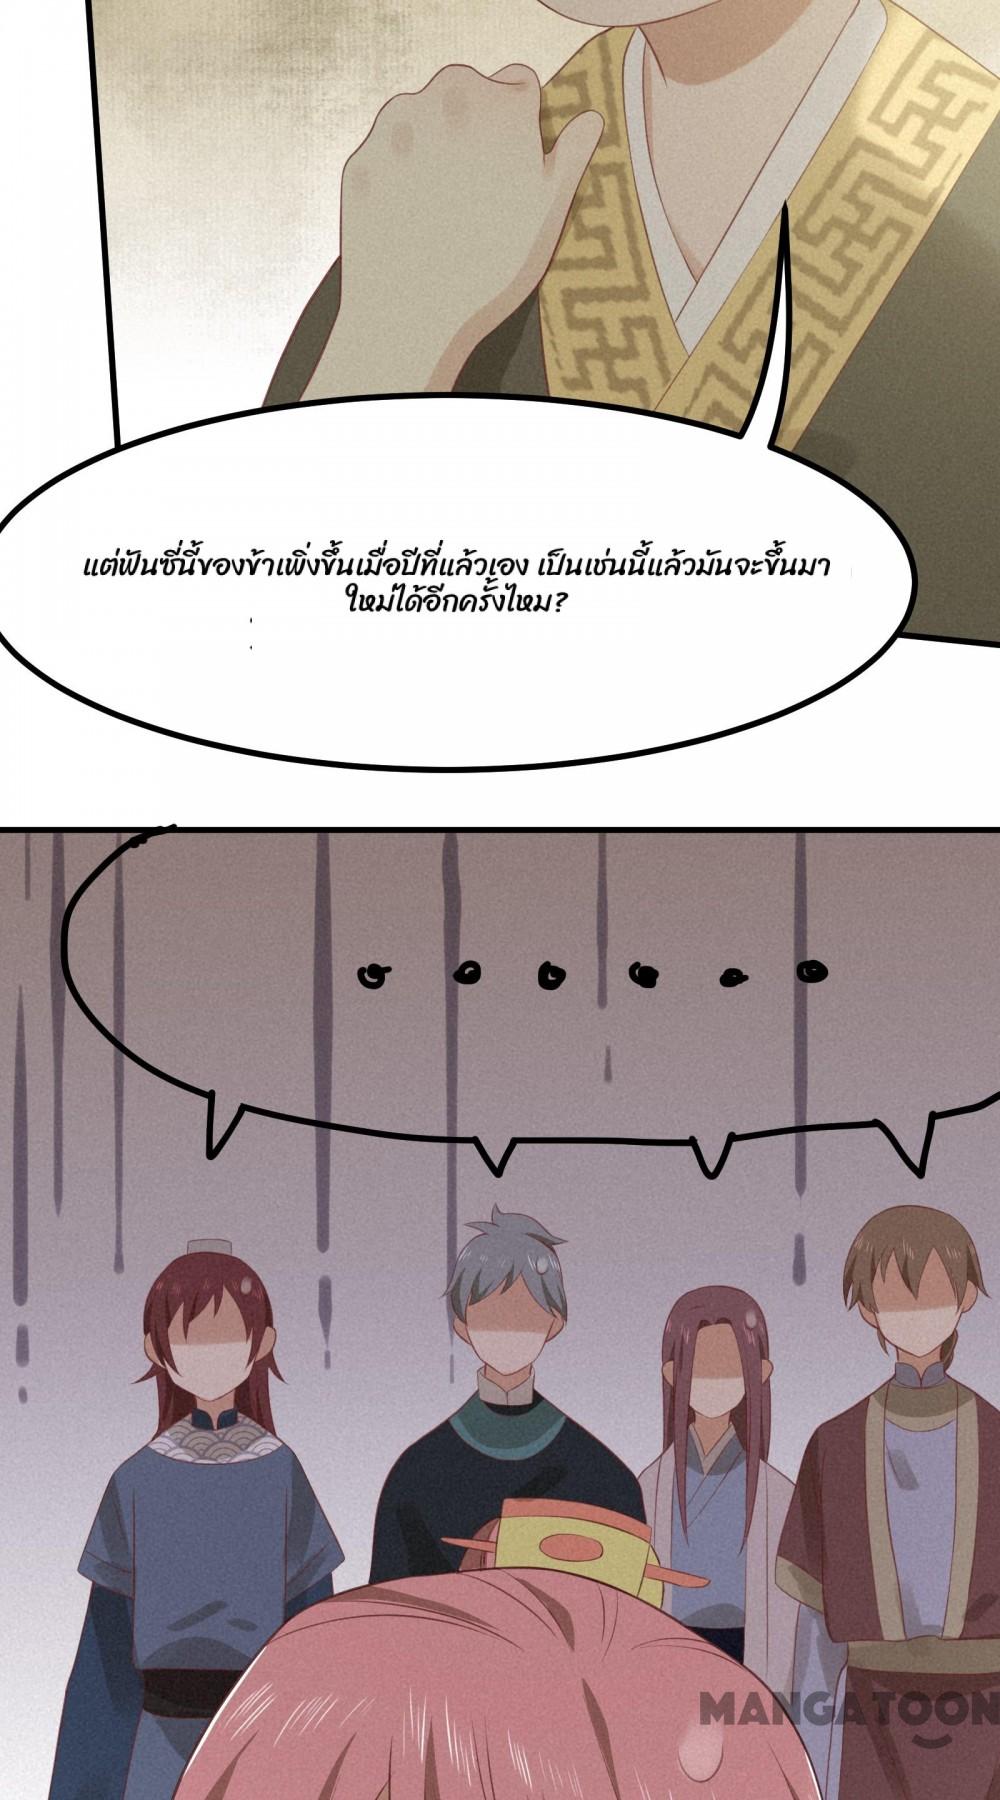 แต่ฟันซี่นี้ของข้าเพิ่งขึ้นเมื่อปีที่แล้วเอง เป็นเช่นนี้แล้วมันจะขึ้นมา
ใหม่ได้อีกครั้งไหม?
......
MANGATOON